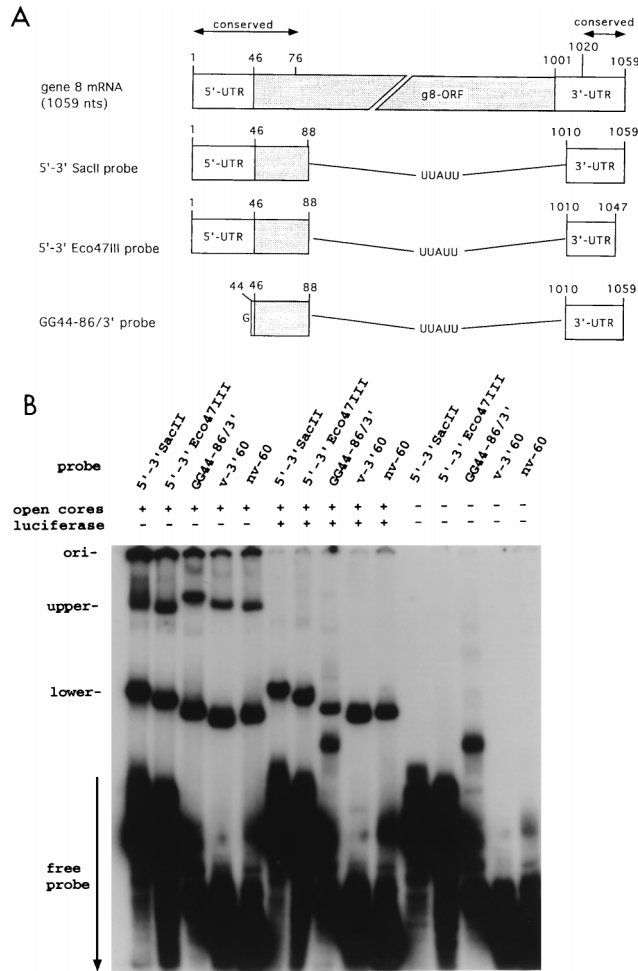 A
conserved
conserved
1 46 76 1001 1020 1059
gene 8 mRNA
(1059 nts)
5'-UTR g8-ORF 3'-UTR
1 46 88 1010 1059
5'-3' SacII probe
5'-UTR UUAUU 3'-UTR
1 46 88 1010 1047
5'-3' Eco47III probe
5'-UTR UUAUU 3'-UTR
44 46 88 1010 1059
GG44-86/3' probe
G UUAUU 3'-UTR
B
probe 5'-3'SacII 5'-3'Eco47III GG44-86/3' v-3'60 nv-60 5'-3'SacII 5'-3'Eco47III GG44-86/3' v-3'60 nv-60 5'-3'SacII 5'-3'Eco47III GG44-86/3' v-3'60 nv-60
open cores + + + + + + + + + + - - - - -
luciferase - - - - - + + + + + - - - - -
ori-
upper-
lower-
free
probe